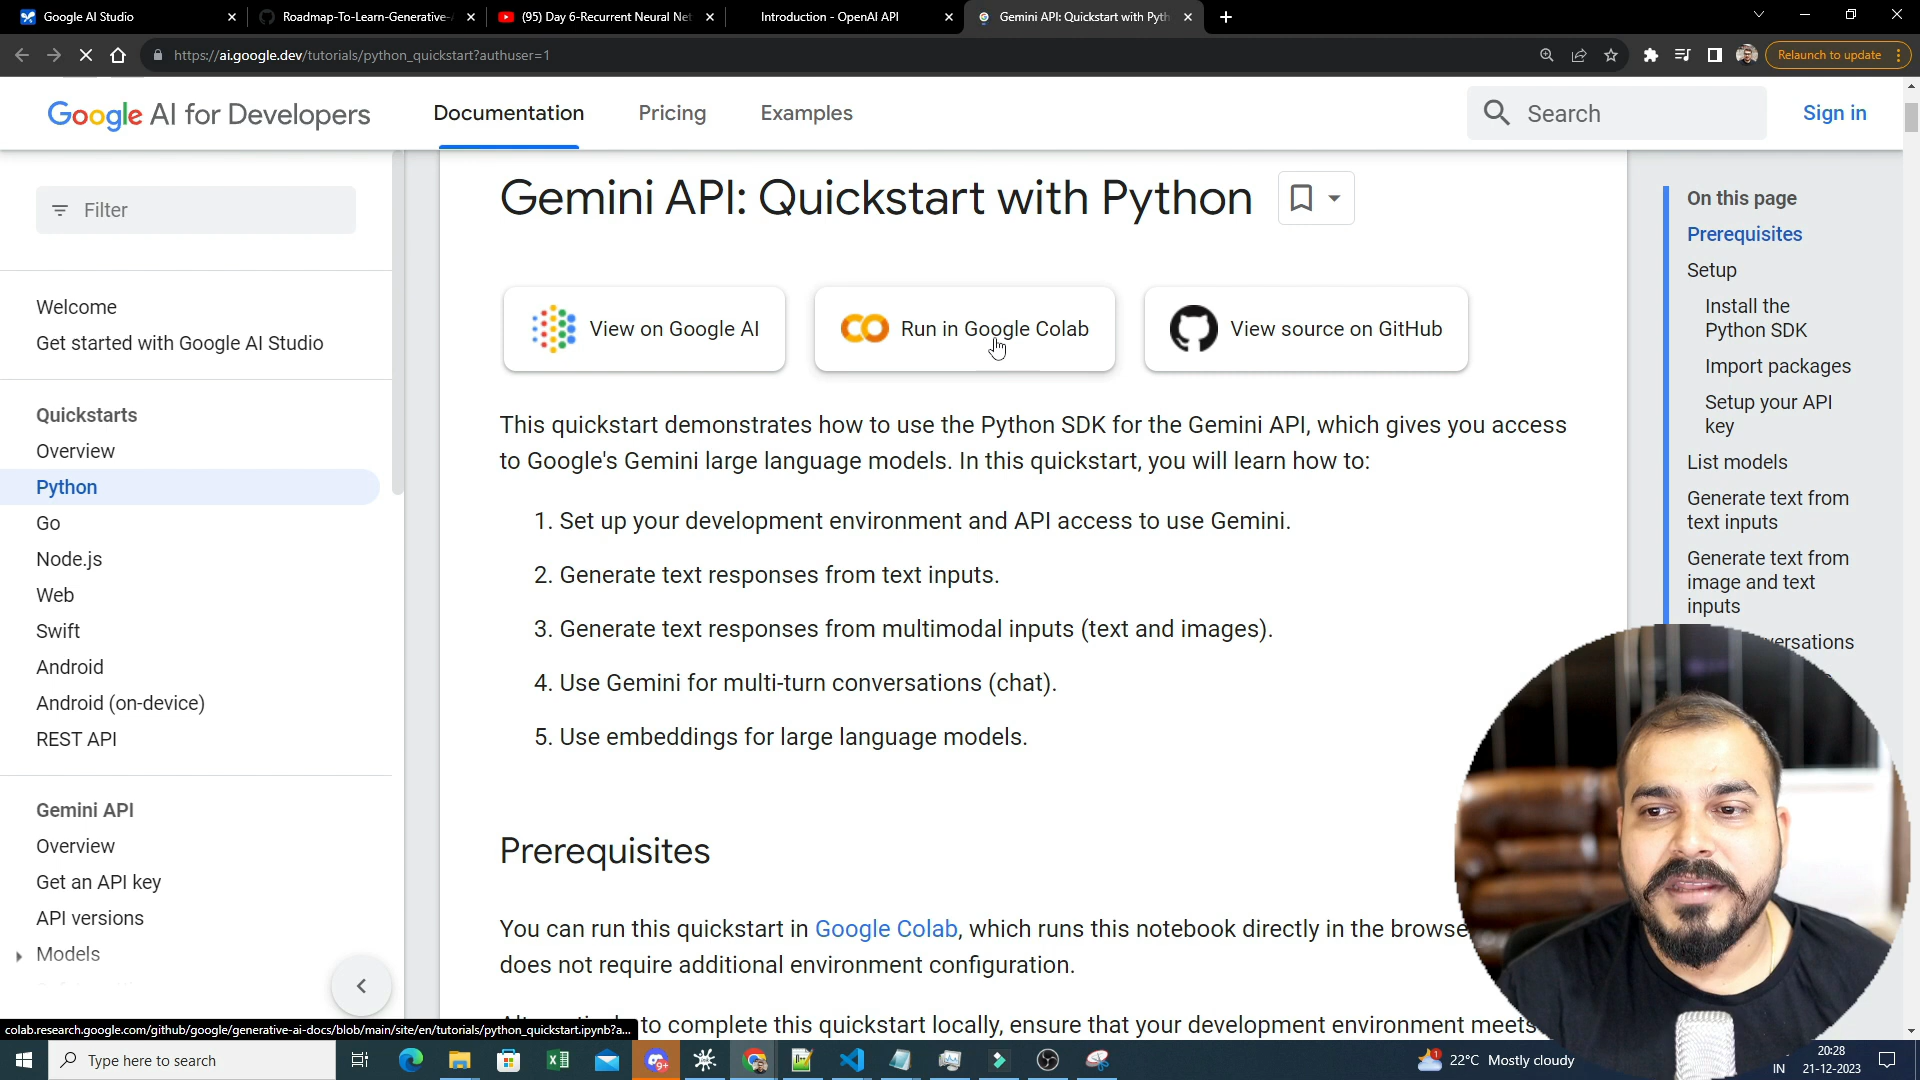 Google AI Studio
Roadmap-To-Learn-Generative-A
(95) Day 6-Recurrent Neural Net
Introduction - OpenAI API
Gemini API: Quickstart with Pyth
https://ai.google.dev/tutorials/python_quickstart?authuser=1
Relaunch to update
Google AI for Developers
Documentation
Pricing
Examples
Search
Sign in
Filter
Welcome
Get started with Google AI Studio
Quickstarts
Overview
Python
Go
Node.js
Web
Swift
Android
Android (on-device)
REST API
Gemini API
Overview
Get an API key
API versions
Models
Gemini API: Quickstart with Python
View on Google AI
Run in Google Colab
View source on GitHub
This quickstart demonstrates how to use the Python SDK for the Gemini API, which gives you access
to Google's Gemini large language models. In this quickstart, you will learn how to:
1. Set up your development environment and API access to use Gemini.
2. Generate text responses from text inputs.
3. Generate text responses from multimodal inputs (text and images).
4. Use Gemini for multi-turn conversations (chat).
5. Use embeddings for large language models.
Prerequisites
You can run this quickstart in Google Colab, which runs this notebook directly in the browse
does not require additional environment configuration.
to complete this quickstart locally, ensure that your development environment meets
On this page
Prerequisites
Setup
Install the
Python SDK
Import packages
Setup your API
key
List models
Generate text from
text inputs
Generate text from
image and text
inputs
ersations
colab.research.google.com/github/google/generative-ai-docs/blob/main/site/en/tutorials/python_quickstart.ipynb?a...
Type here to search
9+
1
22°C Mostly cloudy
IN
20:28
21-12-2023